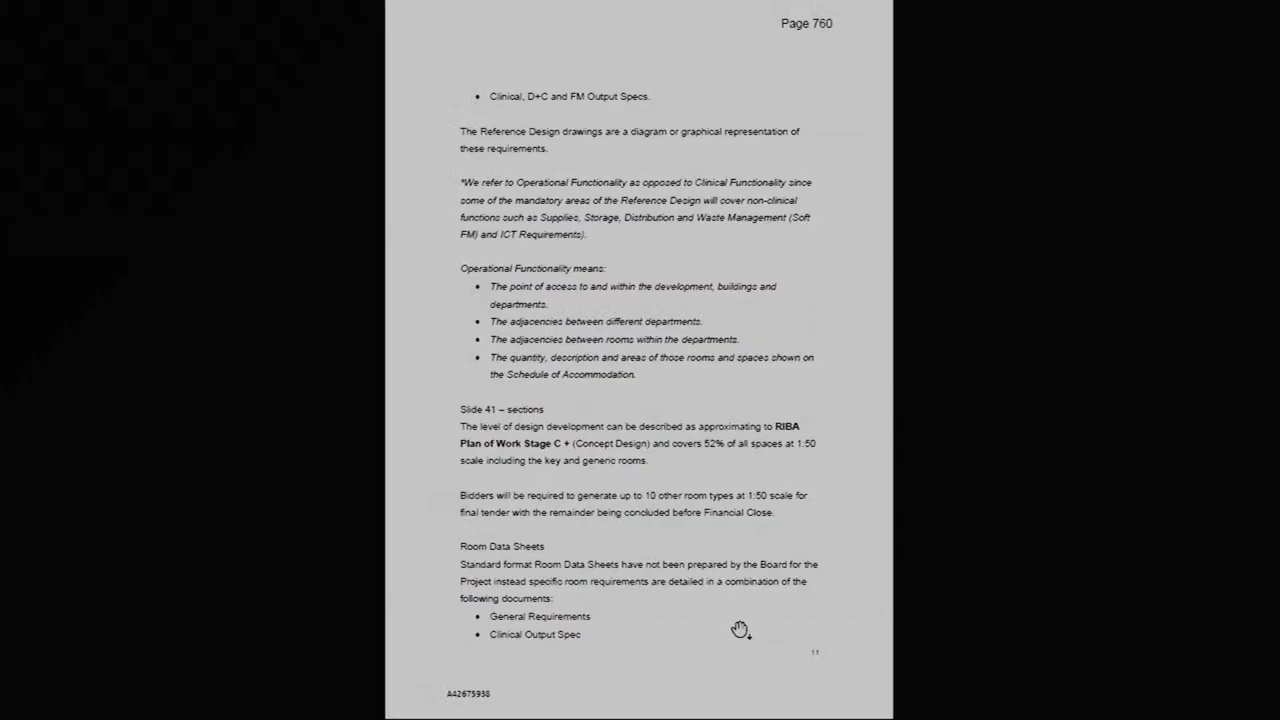 Page 760
• Clinical, D+C and FM Output Specs.
The Reference Design drawings are a diagram or graphical representation of
these requirements.
*We refer to Operational Functionality as opposed to Clinical Functionality since
some of the mandatory areas of the Reference Design will cover non-clinical
functions such as Supplies, Storage, Distribution and Waste Management (Soft
FM) and ICT Requirements).
Operational Functionality means:
• The point of access to and within the development, buildings and
departments.
• The adjacencies between different departments.
• The adjacencies between rooms within the departments.
• The quantity, description and areas of those rooms and spaces shown on
the Schedule of Accommodation.
Slide 41 – sections
The level of design development can be described as approximating to RIBA
Plan of Work Stage C + (Concept Design) and covers 52% of all spaces at 1:50
scale including the key and generic rooms.
Bidders will be required to generate up to 10 other room types at 1:50 scale for
final tender with the remainder being concluded before Financial Close.
Room Data Sheets
Standard format Room Data Sheets have not been prepared by the Board for the
Project instead specific room requirements are detailed in a combination of the
following documents:
• General Requirements
• Clinical Output Spec
11
A42675938